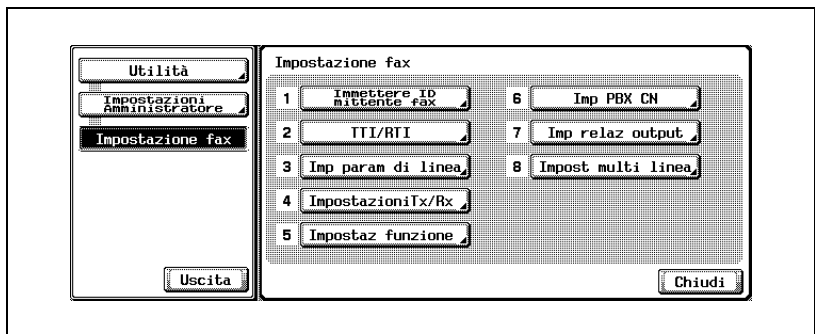 Utilità
Impostazioni
Amministratore
Impostazione fax
Uscita
Impostazione fax
1 Immettere ID
mittente fax
2 TTI/RTI
3 Imp param di linea
4 ImpostazioniTx/Rx
5 Impostaz funzione
6 Imp PBX CN
7 Imp relaz output
8 Impost multi linea
Chiudi